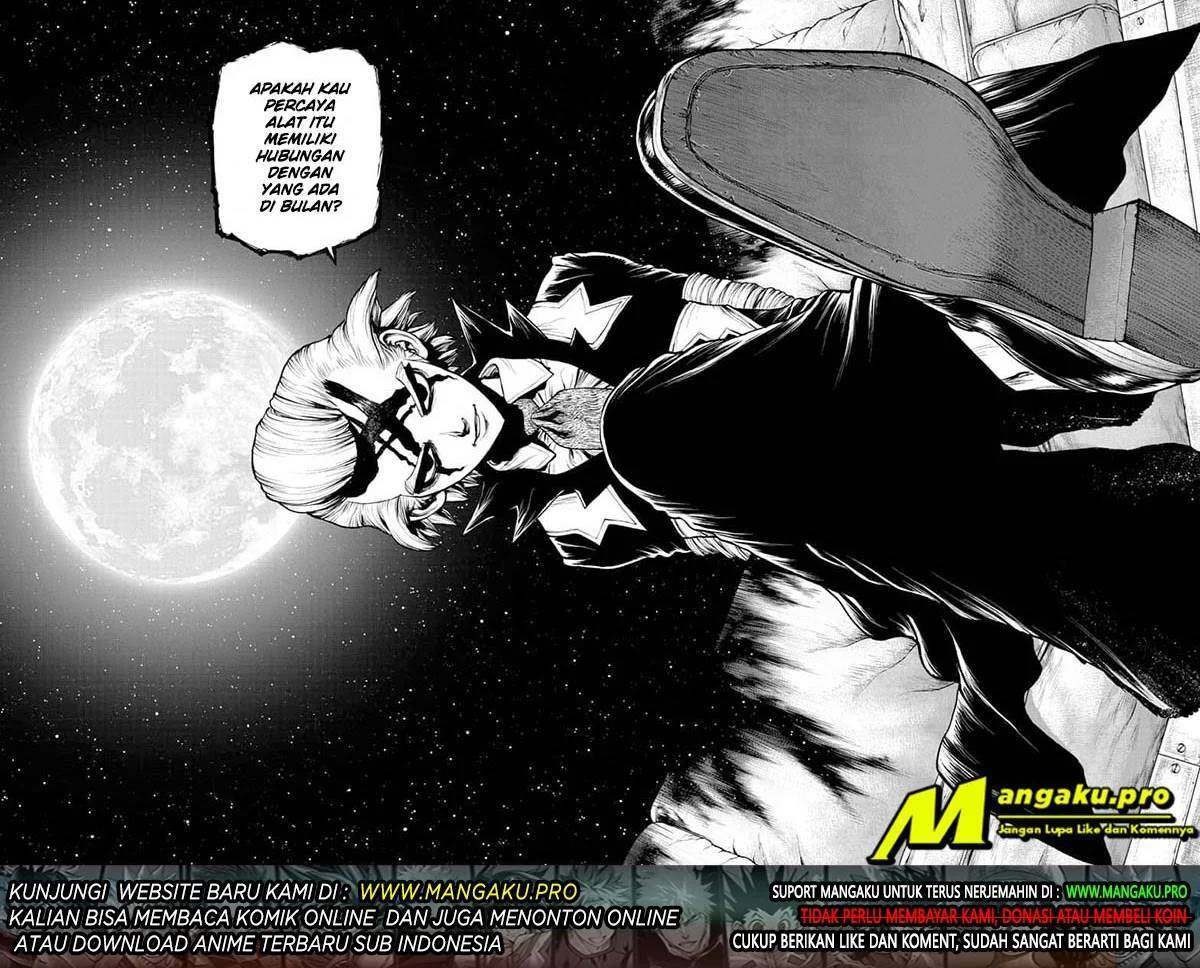 APAKAH KAU
PERCAYA
ALAT ITU
MEMILIKI
HUBUNGAN
DENGAN
YANG ADA
DI BULAN?
Mangaku.pro
Jangan Lupa Like dan Komennya
KUNJUNGI WEBSITE BARU KAMI DI : WWW.MANGAKU.PRO
KALIAN BISA MEMBACA KOMIK ONLINE DAN JUGA MENONTON ONLINE
ATAU DOWNLOAD ANIME TERBARU SUB INDONESIA
SUPORT MANGAKU UNTUK TERUS NERJEMAHIN DI : WWW.MANGAKU.PRO
TIDAK PERLU MEMBAYAR KAMI, DONASI ATAU MEMBELI KOIN
CUKUP BERIKAN LIKE DAN KOMENT, SUDAH SANGAT BERARTI BAGI KAMI